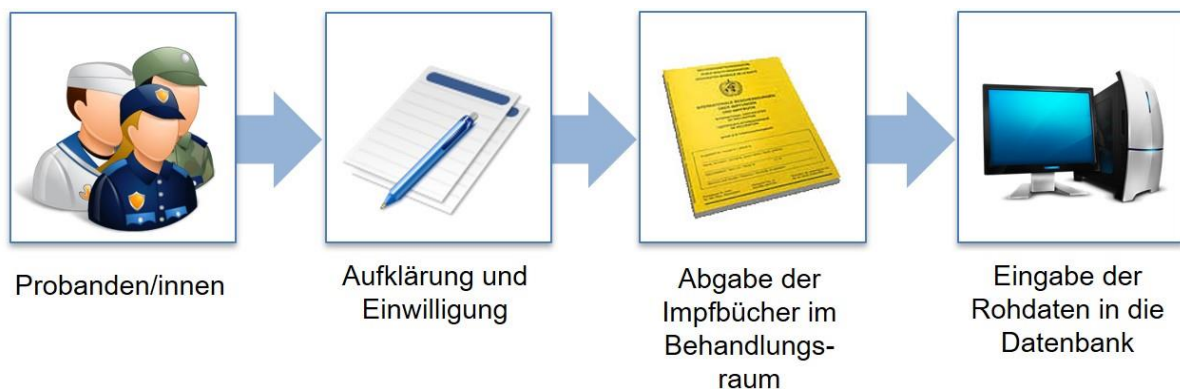 Probanden/innen
Aufklärung und
Einwilligung
Abgabe der
Impfbücher im
Behandlungs-
raum
Eingabe der
Rohdaten in die
Datenbank